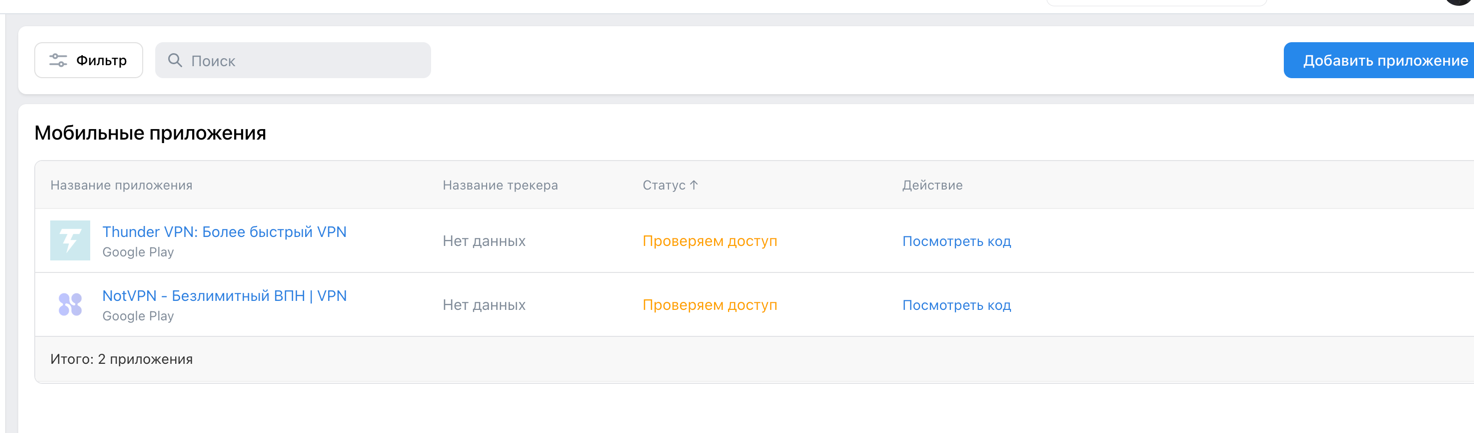 Фильтр
Поиск
Добавить приложение
Мобильные приложения
Название приложения
Название трекера
Статус ↑
Действие
Thunder VPN: Более быстрый VPN
Google Play
Нет данных
Проверяем доступ
Посмотреть код
NotVPN - Безлимитный ВПН | VPN
Google Play
Нет данных
Проверяем доступ
Посмотреть код
Итого: 2 приложения